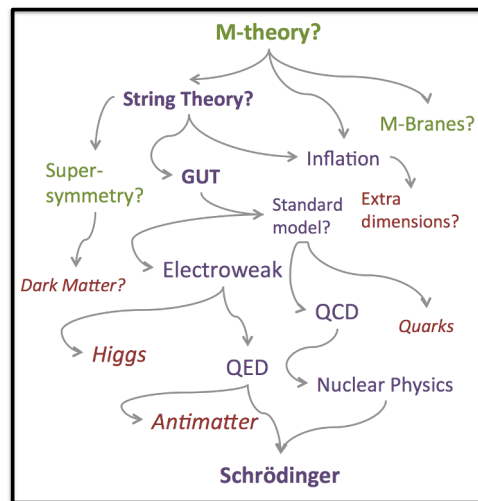 M-theory?
String Theory?
M-Branes?
Super-
symmetry?
GUT
Inflation
Standard
model?
Extra
dimensions?
Dark Matter?
Electroweak
QCD
Quarks
Higgs
QED
Nuclear Physics
Antimatter
Schrödinger